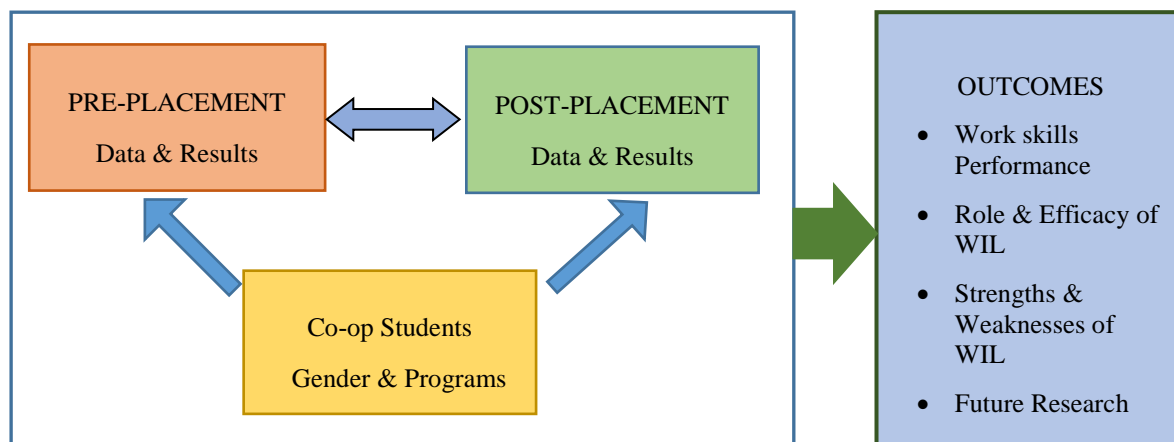 PRE-PLACEMENT
Data & Results
POST-PLACEMENT
Data & Results
Co-op Students
Gender & Programs
OUTCOMES
• Work skills
Performance
• Role & Efficacy of
WIL
• Strengths &
Weaknesses of
WIL
• Future Research